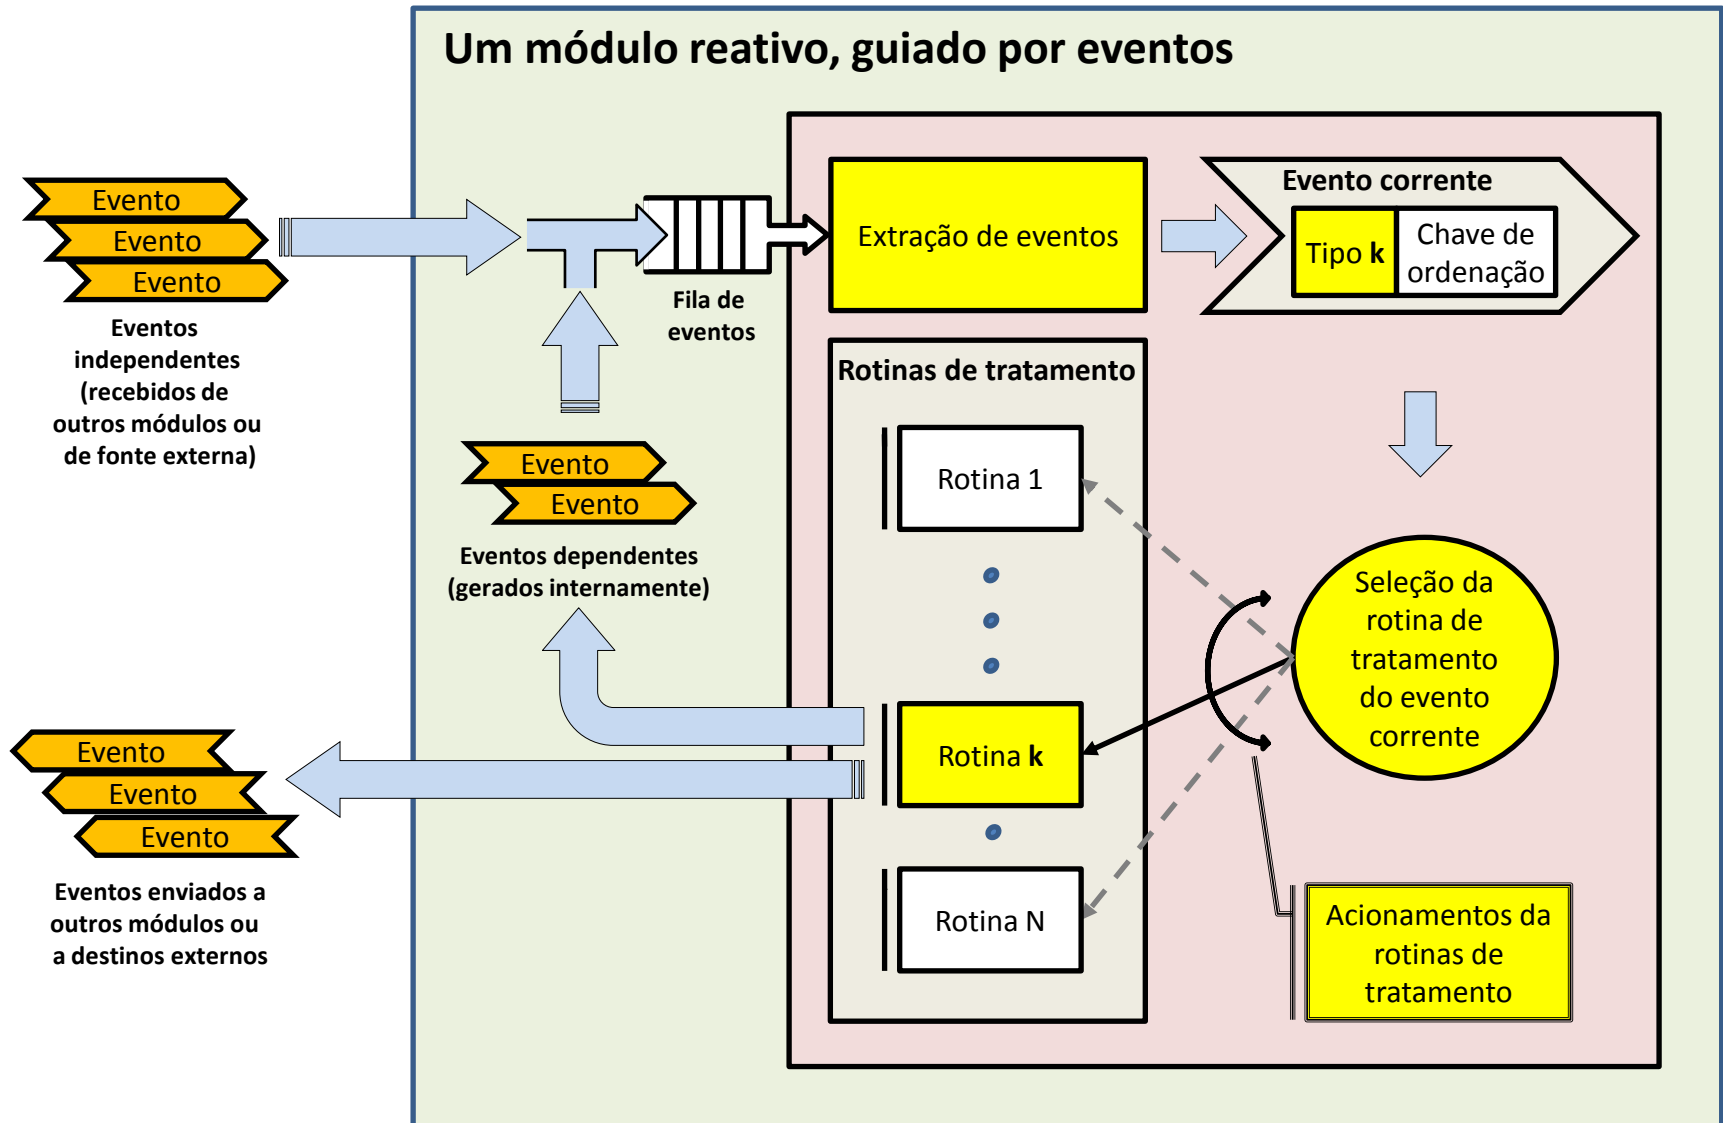 Um módulo reativo, guiado por eventos
Evento
Evento
Evento
Eventos
independentes
(recebidos de
outros módulos ou
de fonte externa)
Fila de
eventos
Extração de eventos
Evento corrente
Tipo k
Chave de
ordenação
Rotinas de tratamento
Rotina 1
Evento
Evento
Eventos dependentes
(gerados internamente)
Seleção da
rotina de
tratamento
do evento
corrente
Rotina k
Evento
Evento
Evento
Eventos enviados a
outros módulos ou
a destinos externos
Rotina N
Acionamentos da
rotinas de
tratamento